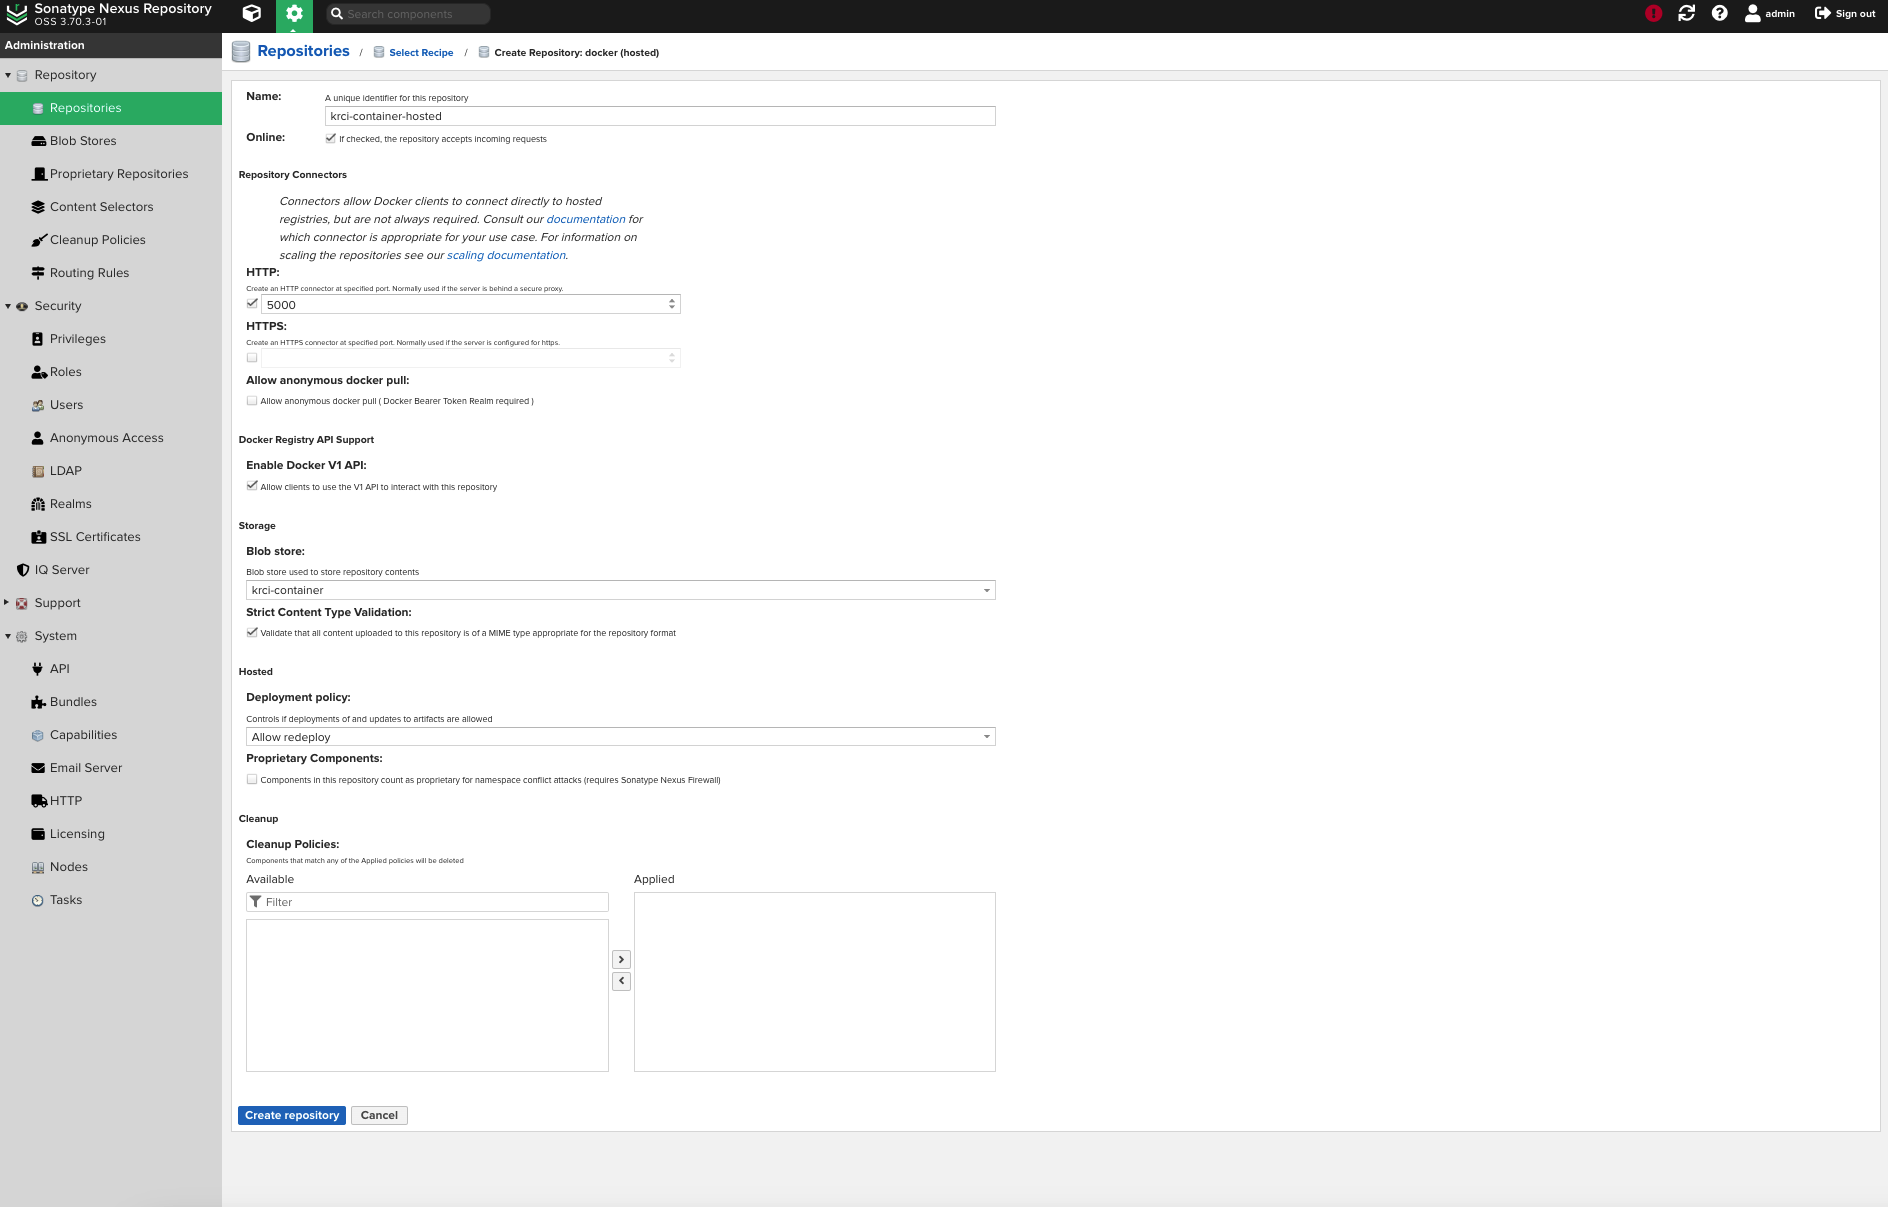 Sonatype Nexus Repository
OSS 3.70.3-01
Search components
admin
Sign out
Administration
Repository
Repositories
Blob Stores
Proprietary Repositories
Content Selectors
Cleanup Policies
Routing Rules
Security
Privileges
Roles
Users
Anonymous Access
LDAP
Realms
SSL Certificates
IQ Server
Support
System
API
Bundles
Capabilities
Email Server
HTTP
Licensing
Nodes
Tasks
Repositories / Select Recipe / Create Repository: docker (hosted)
Name:
A unique identifier for this repository
krci-container-hosted
Online:
If checked, the repository accepts incoming requests
Repository Connectors
Connectors allow Docker clients to connect directly to hosted
registries, but are not always required. Consult our documentation for
which connector is appropriate for your use case. For information on
scaling the repositories see our scaling documentation.
HTTP:
Create an HTTP connector at specified port. Normally used if the server is behind a secure proxy.
5000
HTTPS:
Create an HTTPS connector at specified port. Normally used if the server is configured for https.
Allow anonymous docker pull:
Allow anonymous docker pull ( Docker Bearer Token Realm required )
Docker Registry API Support
Enable Docker V1 API:
Allow clients to use the V1 API to interact with this repository
Storage
Blob store:
Blob store used to store repository contents
krci-container
Strict Content Type Validation:
Validate that all content uploaded to this repository is of a MIME type appropriate for the repository format
Hosted
Deployment policy:
Controls if deployments of and updates to artifacts are allowed
Allow redeploy
Proprietary Components:
Components in this repository count as proprietary for namespace conflict attacks (requires Sonatype Nexus Firewall)
Cleanup
Cleanup Policies:
Components that match any of the Applied policies will be deleted
Available
Filter
Applied
Create repository
Cancel